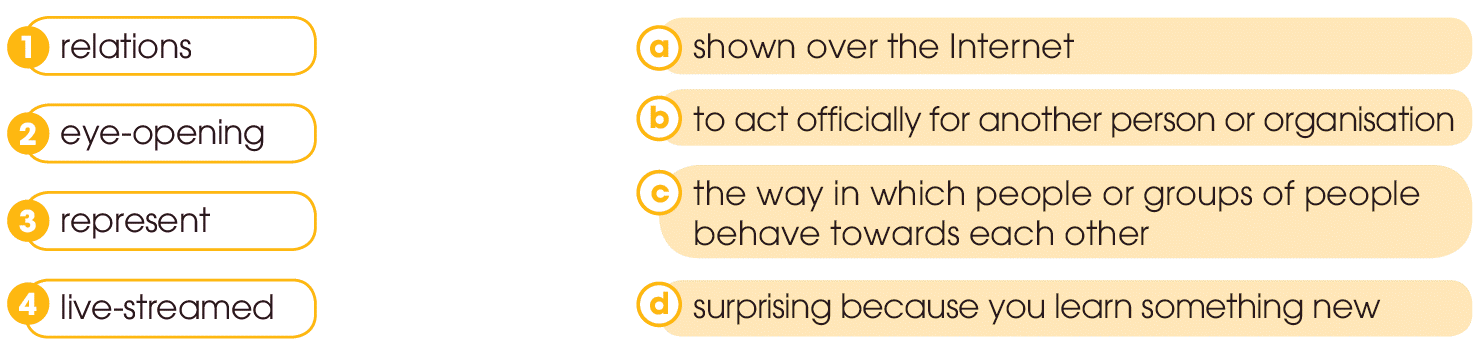 1 relations
2 eye-opening
3 represent
4 live-streamed
a shown over the Internet
b to act officially for another person or organisation
c the way in which people or groups of people
behave towards each other
d surprising because you learn something new